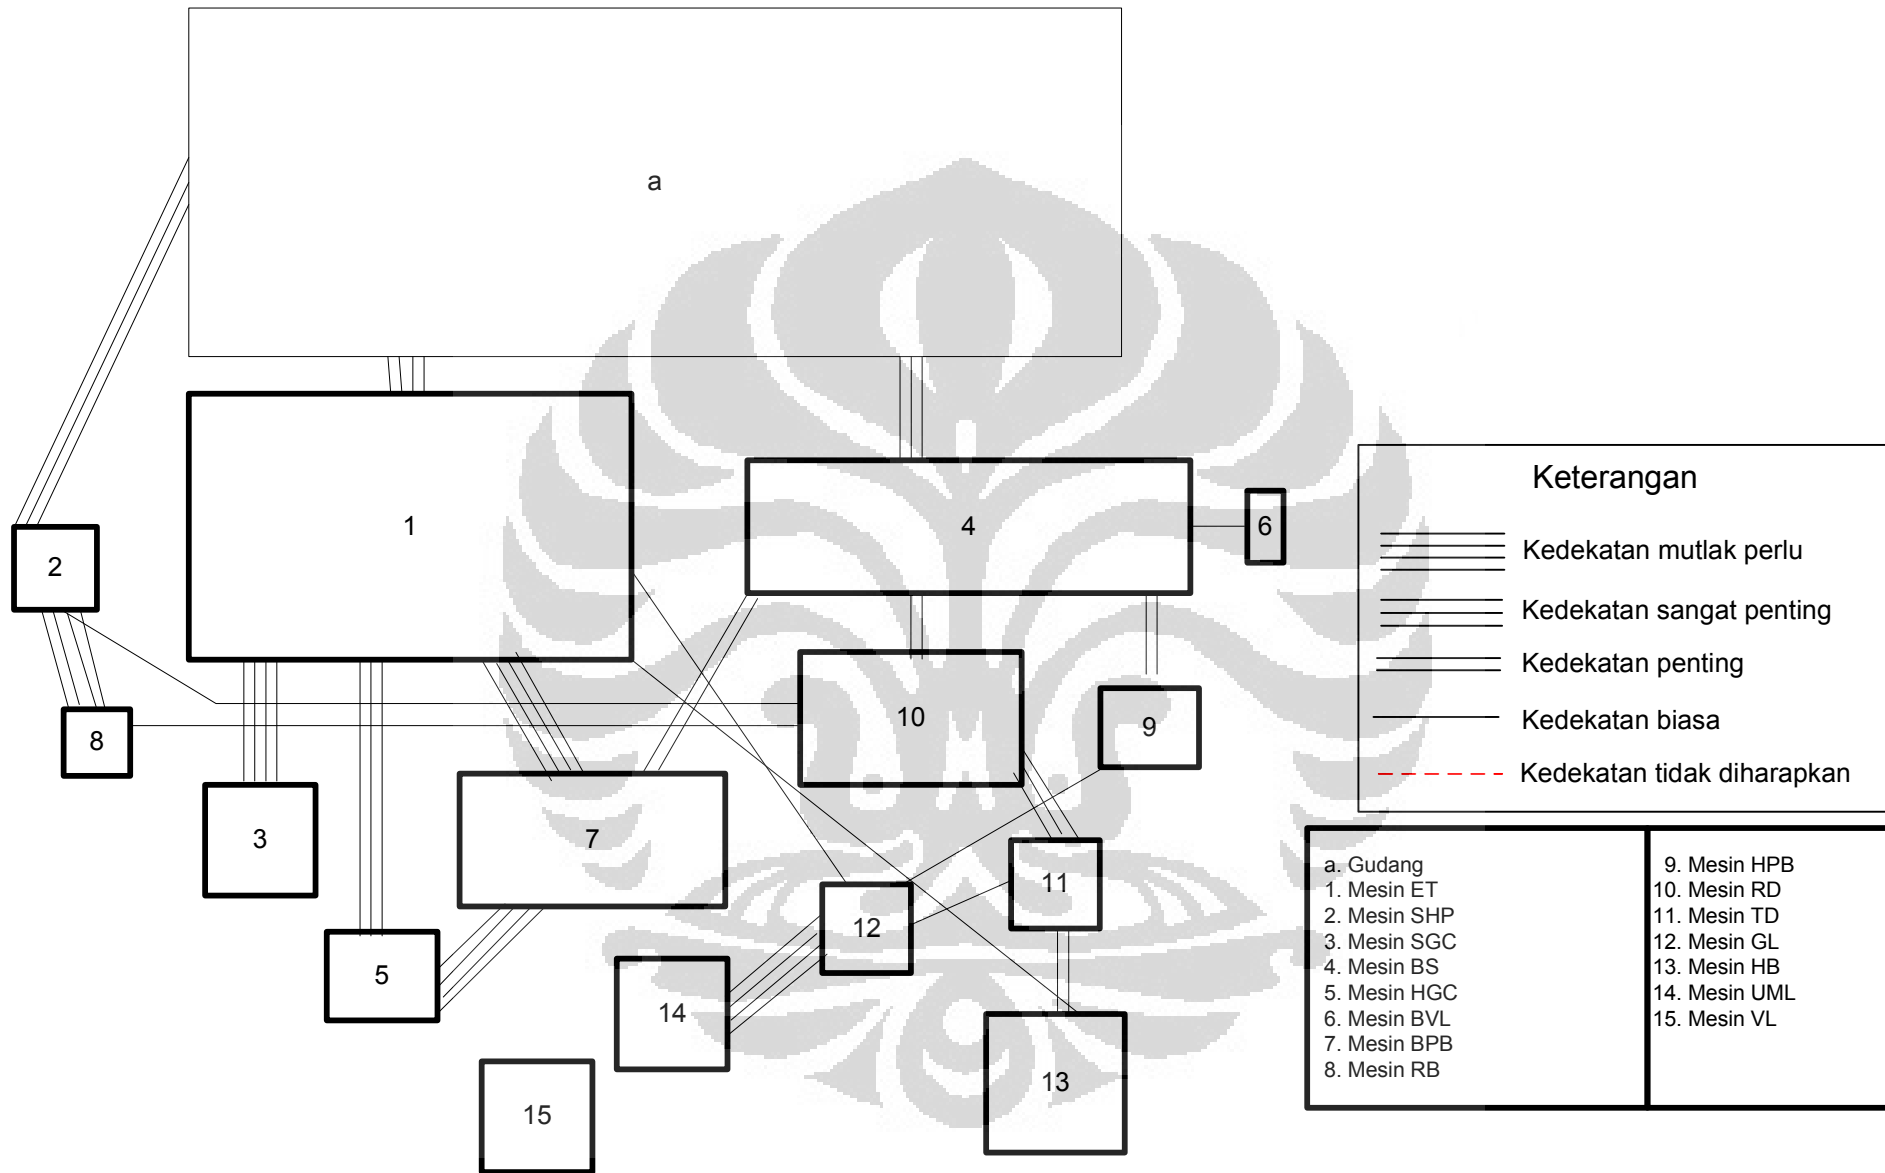 a
1
4
6
2
10
9
8
3
7
11
12
5
14
13
15
Keterangan
Kedekatan mutlak perlu
Kedekatan sangat penting
Kedekatan penting
Kedekatan biasa
Kedekatan tidak diharapkan
a. Gudang
1. Mesin ET
2. Mesin SHP
3. Mesin SGC
4. Mesin BS
5. Mesin HGC
6. Mesin BVL
7. Mesin BPB
8. Mesin RB
9. Mesin HPB
10. Mesin RD
11. Mesin TD
12. Mesin GL
13. Mesin HB
14. Mesin UML
15. Mesin VL